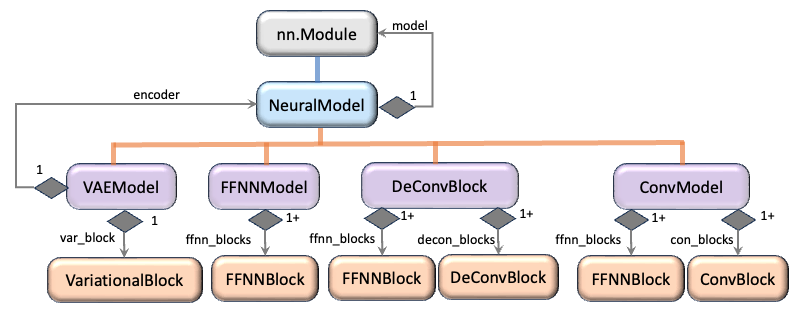 model
nn.Module
encoder
NeuralModel
1
1
VAEModel
FFNNModel
DeConvBlock
ConvModel
1
1+
1+
1+
1+
1+
var_block
ffnn_blocks
ffnn_blocks
decon_blocks
ffnn_blocks
con_blocks
VariationalBlock
FFNNBlock
FFNNBlock
DeConvBlock
FFNNBlock
ConvBlock